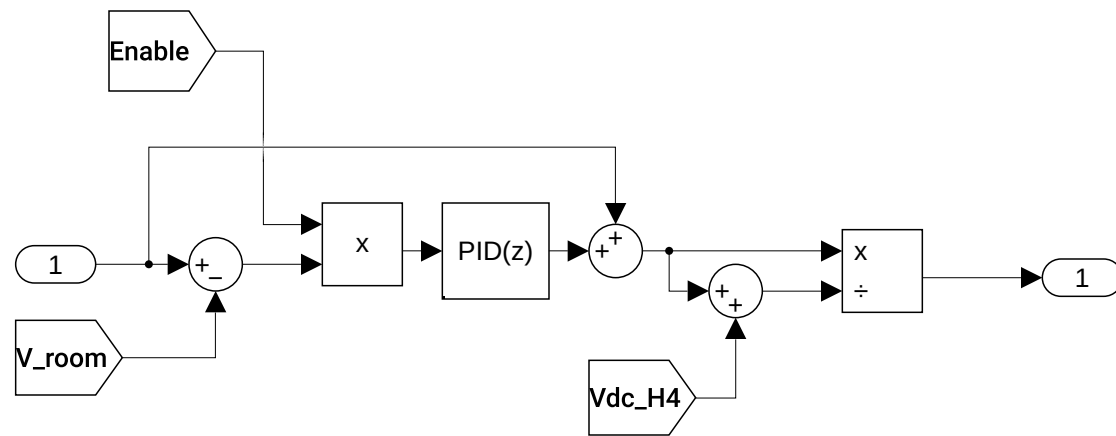 Enable
1
+
−
x
PID(z)
+
+
x
÷
1
+
+
V_room
Vdc_H4